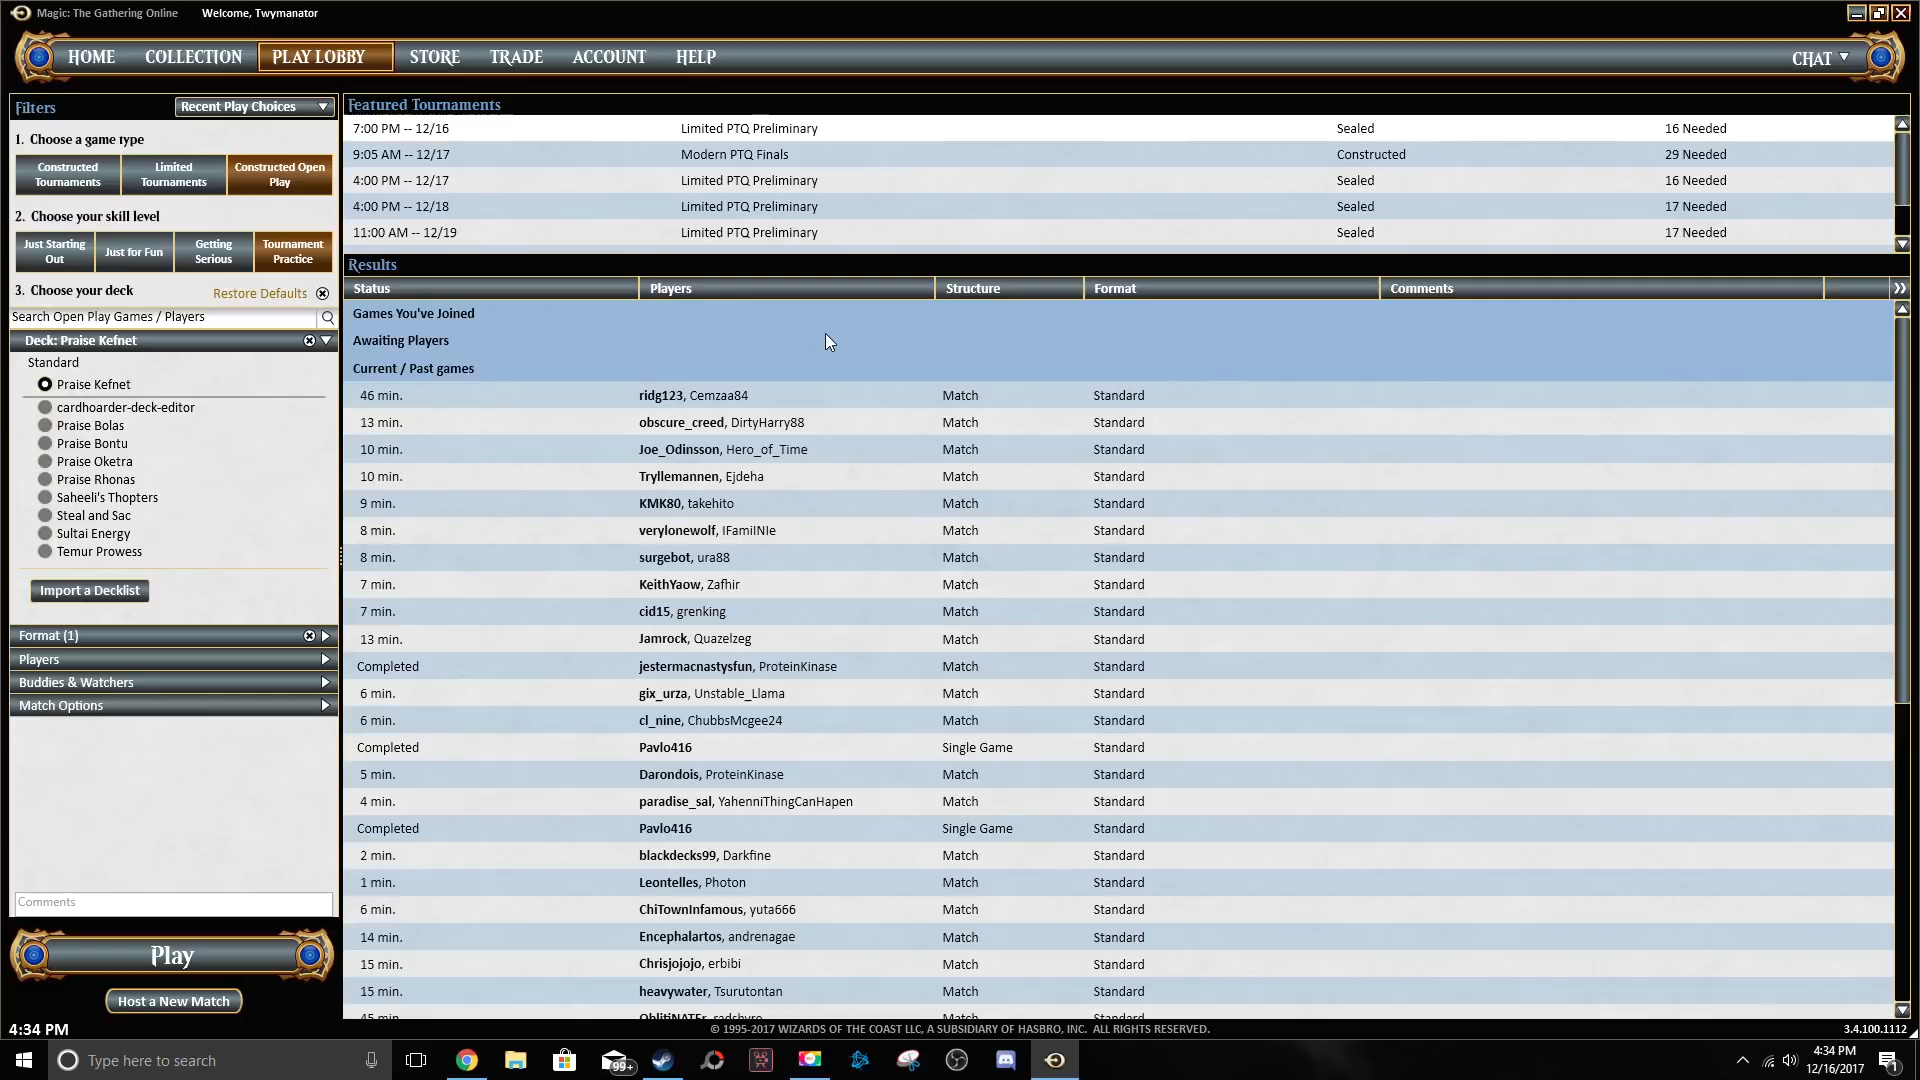 Magic: The Gathering Online Welcome, Twymanator
HOME COLLECTION PLAY LOBBY STORE TRADE ACCOUNT HELP CHAT
Filters Recent Play Choices
1. Choose a game type
Constructed Tournaments Limited Tournaments Constructed Open Play
2. Choose your skill level
Just Starting Out Just for Fun Getting Serious Tournament Practice
3. Choose your deck Restore Defaults
Search Open Play Games / Players
Deck: Praise Kefnet
Standard
Praise Kefnet
cardhoarder-deck-editor
Praise Bolas
Praise Bontu
Praise Oketra
Praise Rhonas
Saheeli's Thopters
Steal and Sac
Sultai Energy
Temur Prowess
Import a Decklist
Format (1)
Players
Buddies & Watchers
Match Options
Comments
Play
Host a New Match
4:34 PM
Featured Tournaments
7:00 PM -- 12/16 Limited PTQ Preliminary Sealed 16 Needed
9:05 AM -- 12/17 Modern PTQ Finals Constructed 29 Needed
4:00 PM -- 12/17 Limited PTQ Preliminary Sealed 16 Needed
4:00 PM -- 12/18 Limited PTQ Preliminary Sealed 17 Needed
11:00 AM -- 12/19 Limited PTQ Preliminary Sealed 17 Needed
Results
Status Players Structure Format Comments
Games You've Joined
Awaiting Players
Current / Past games
46 min. ridg123, Cemzaa84 Match Standard
13 min. obscure_creed, DirtyHarry88 Match Standard
10 min. Joe_Odinsson, Hero_of_Time Match Standard
10 min. Tryllemannen, Ejdeha Match Standard
9 min. KMK80, takehito Match Standard
8 min. verylonewolf, Match Standard
8 min. surgebot, ura88 Match Standard
7 min. KeithYaow, Zafhir Match Standard
7 min. cid15, grenking Match Standard
13 min. Jamrock, Quazelzeg Match Standard
Completed jestermacnastysfun, ProteinKinase Match Standard
6 min. gix_urza, Unstable_Llama Match Standard
6 min. cl_nine, ChubbsMcgee24 Match Standard
Completed Pavlo416 Single Game Standard
5 min. Darondois, ProteinKinase Match Standard
4 min. paradise_sal, YahenniThingCanHapen Match Standard
Completed Pavlo416 Single Game Standard
2 min. blackdecks99, Darkfine Match Standard
1 min. Leontelles, Photon Match Standard
6 min. ChiTownInfamous, yuta666 Match Standard
14 min. Encephalartos, andrenagae Match Standard
15 min. Chrisjojojo, erbibi Match Standard
15 min. heavywater, Tsurutontan Match Standard
© 1995-2017 WIZARDS OF THE COAST LLC, A SUBSIDIARY OF HASBRO, INC. ALL RIGHTS RESERVED. 3.4.100.1112
Type here to search 99+ 4:34 PM
12/16/2017 1